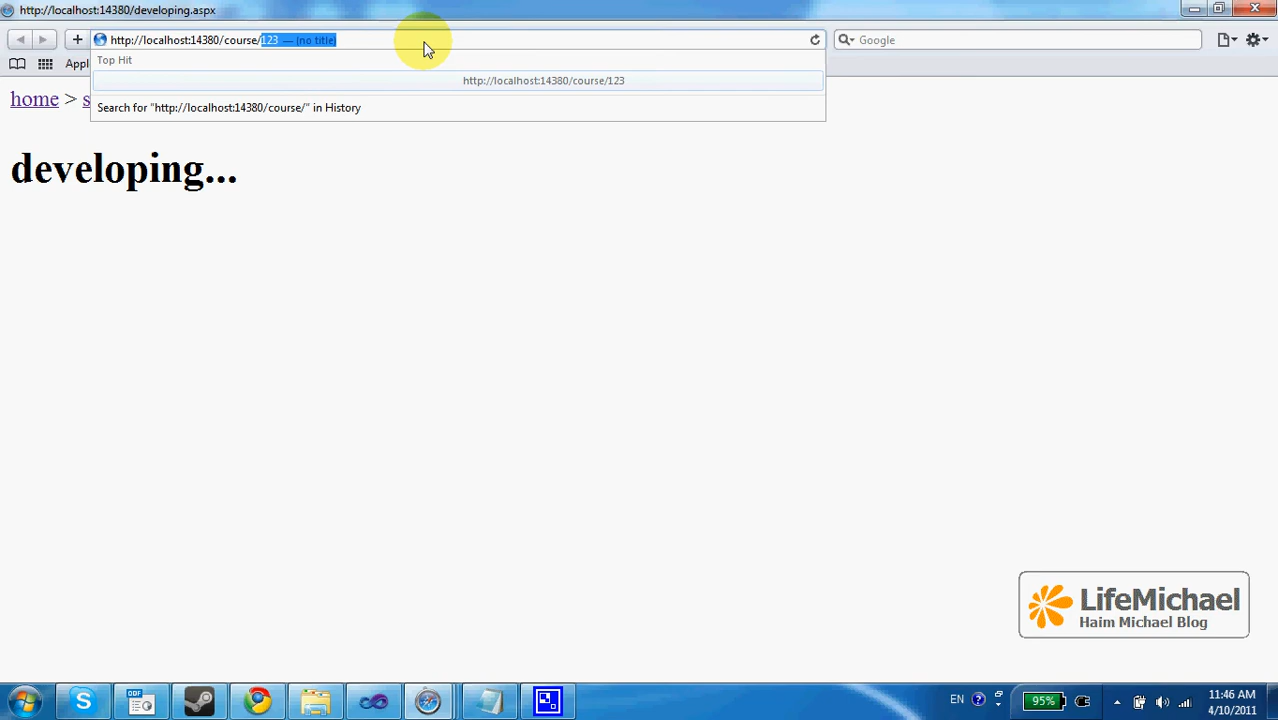 http://localhost:14380/developing.aspx
http://localhost:14380/course/123 — (no title)
Google
Appl
Top Hit
http://localhost:14380/course/123
Search for "http://localhost:14380/course/" in History
home > s
developing...
LifeMichael
Haim Michael Blog
ODF
EN
95%
11:46 AM
4/10/2011